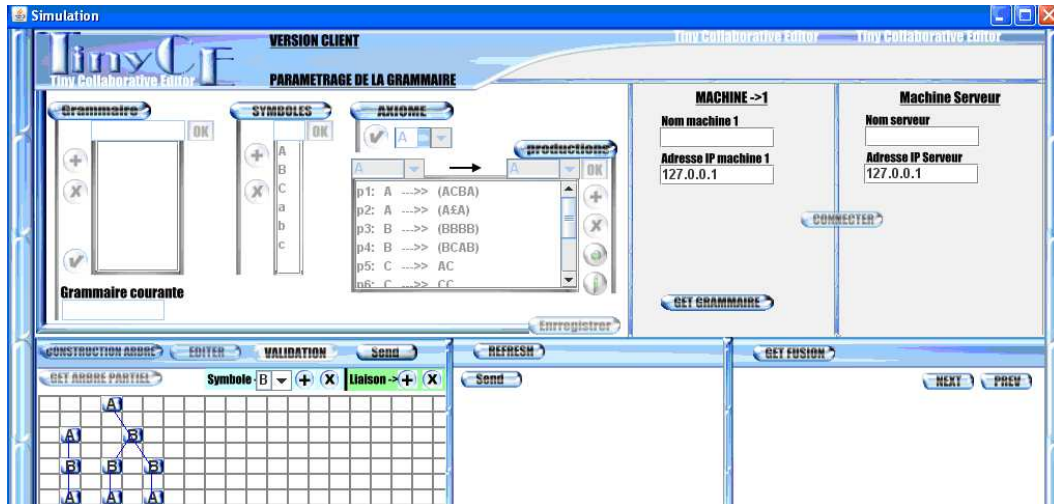 Simulation
TinyCE
Tiny Collaborative Editor
VERSION CLIENT
PARAMETRAGE DE LA GRAMMAIRE
Tiny Collaborative Editor
Tiny Collaborative Editor
Grammaire
OK
Grammaire courante
SYMBOLES
OK
A
B
C
a
b
c
AXIOME
A
productions
A
A
OK
p1: A --->> (ACBA)
p2: A --->> (A£A)
p3: B --->> (BBBB)
p4: B --->> (BCAB)
p5: C --->> AC
p6: C --->> CC
Enrregistrer
MACHINE ->1
Nom machine 1
Adresse IP machine 1
127.0.0.1
GET GRAMMAIRE
CONNECTER
Machine Serveur
Nom serveur
Adresse IP Serveur
127.0.0.1
CONSTRUCTION ARBRE
EDITER
VALIDATION
Send
GET ARBRE PARTIEL
Symbole - B
Liaison ->
A
A B
B B B
A A A
REFRESH
Send
GET FUSION
NEXT
PREV